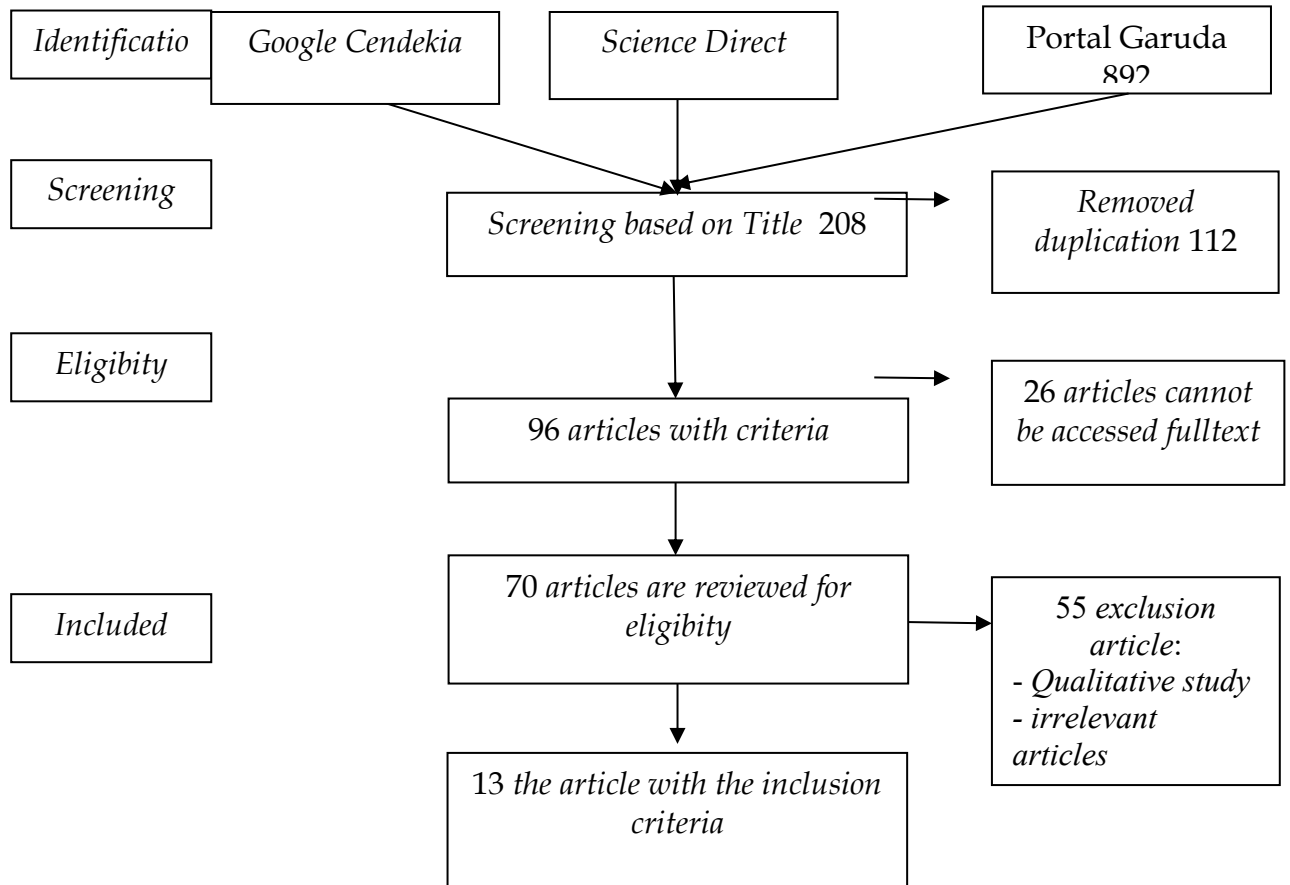 Identificatio
Google Cendekia
Science Direct
Portal Garuda
892
Screening
Screening based on Title 208
Removed
duplication 112
Eligibity
96 articles with criteria
26 articles cannot
be accessed fulltext
70 articles are reviewed for
eligibity
Included
55 exclusion
article:
- Qualitative study
- irrelevant
articles
13 the article with the inclusion
criteria